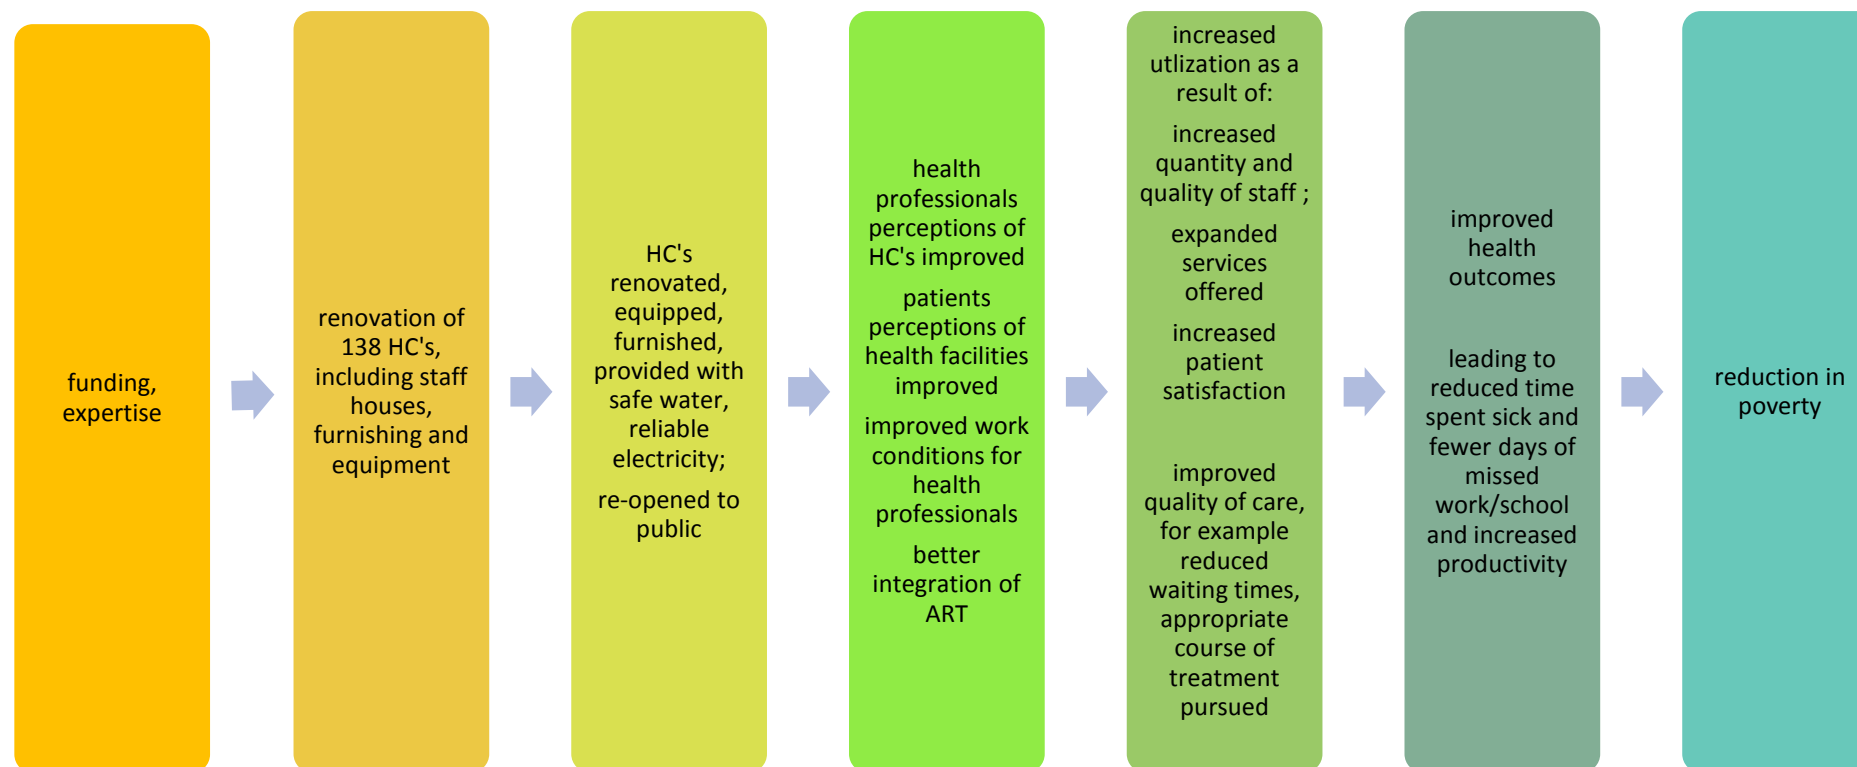 funding,
expertise
renovation of
138 HC's,
including staff
houses,
furnishing and
equipment
HC's
renovated,
equipped,
furnished,
provided with
safe water,
reliable
electricity;
re-opened to
public
health
professionals
perceptions of
HC's improved
patients
perceptions of
health facilities
improved
improved work
conditions for
health
professionals
better
integration of
ART
increased
utlization as a
result of:
increased
quantity and
quality of staff ;
expanded
services
offered
increased
patient
satisfaction
improved
quality of care,
for example
reduced
waiting times,
appropriate
course of
treatment
pursued
improved
health
outcomes
leading to
reduced time
spent sick and
fewer days of
missed
work/school
and increased
productivity
reduction in
poverty